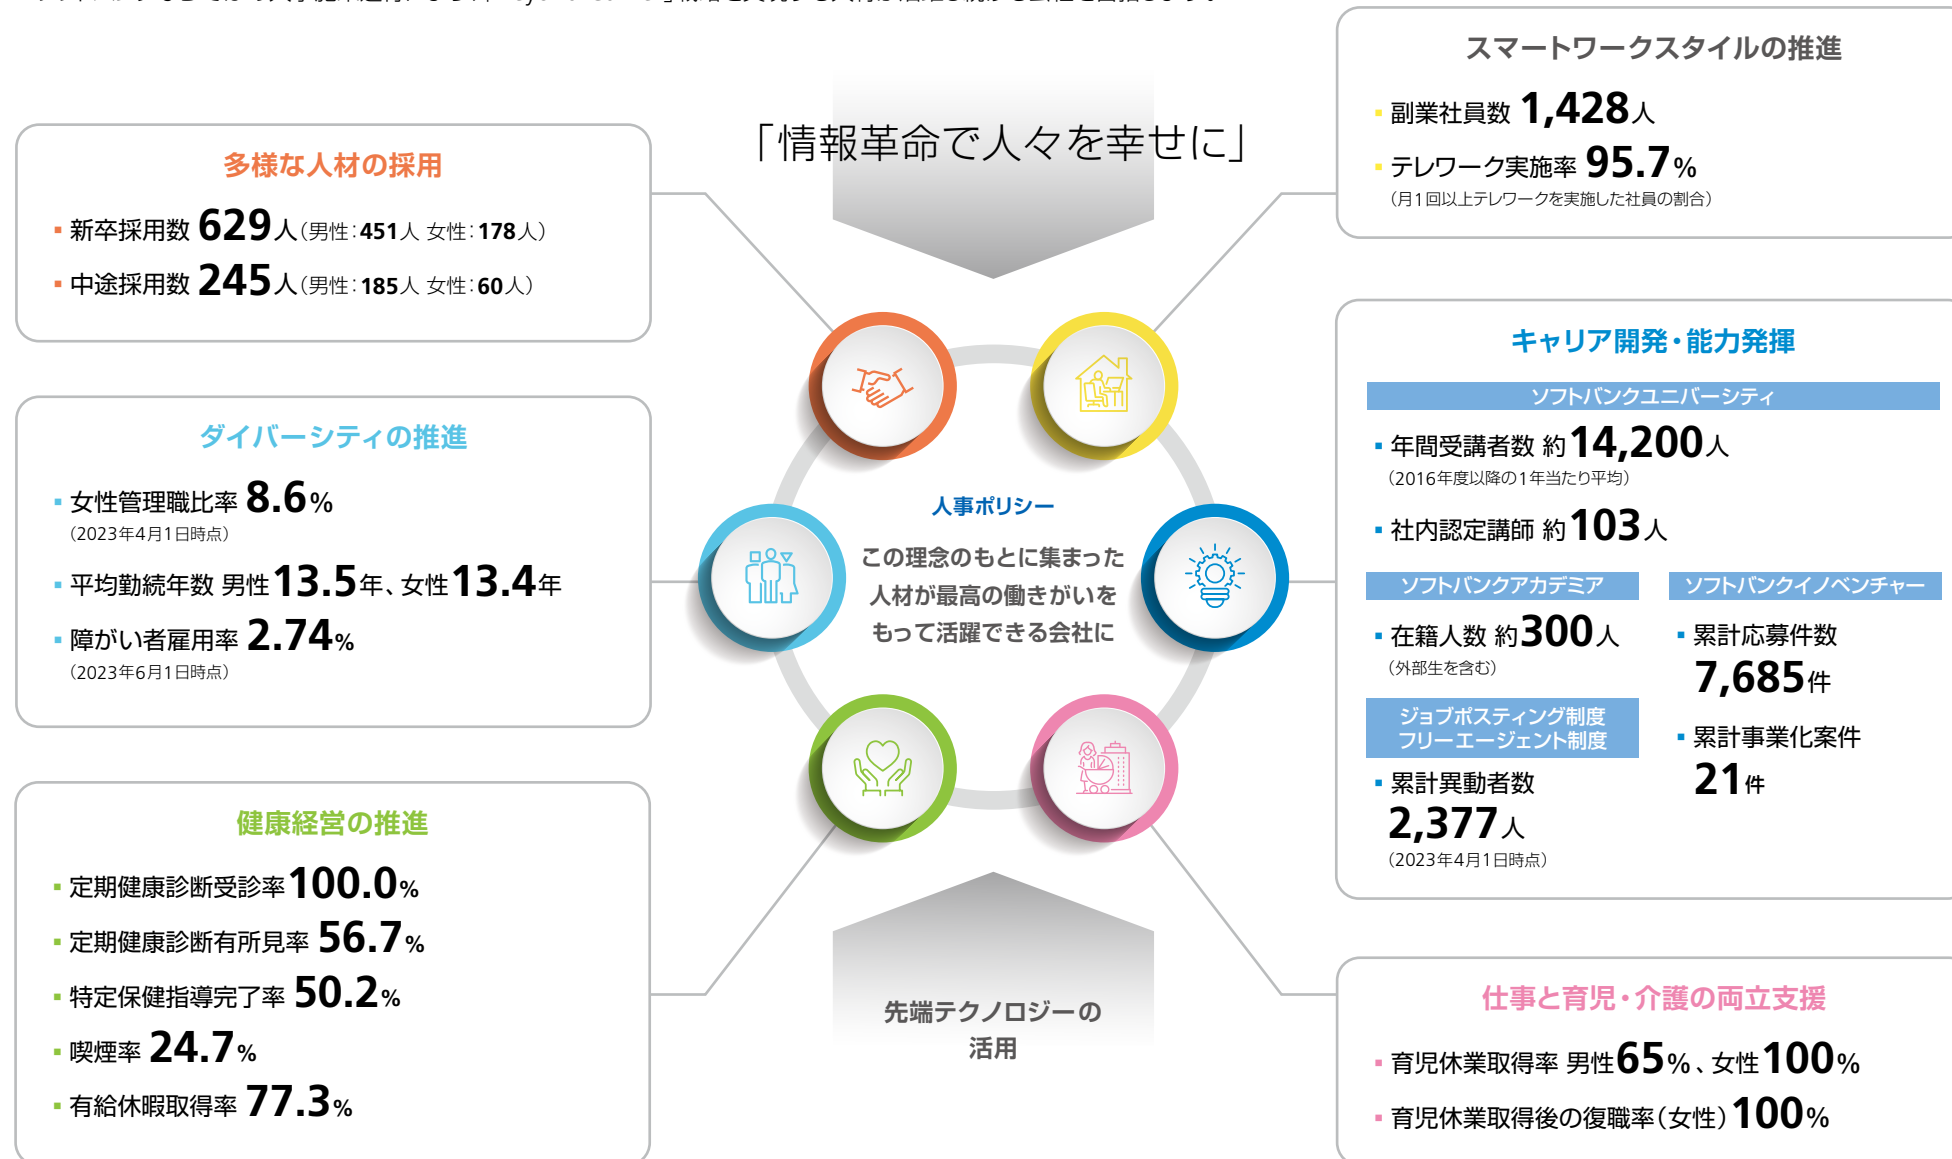 「情報革命で人々を幸せに」
多様な人材の採用
▪ 新卒採用数 629人（男性：451人 女性：178人）
▪ 中途採用数 245人（男性：185人 女性：60人）
ダイバーシティの推進
▪ 女性管理職比率 8.6%
（2023年4月1日時点）
▪ 平均勤続年数 男性13.5年、女性13.4年
▪ 障がい者雇用率 2.74%
（2023年6月1日時点）
健康経営の推進
▪ 定期健康診断受診率100.0%
▪ 定期健康診断有所見率 56.7%
▪ 特定保健指導完了率 50.2%
▪ 喫煙率 24.7%
▪ 有給休暇取得率 77.3%
人事ポリシー
この理念のもとに集まった
人材が最高の働きがいを
もって活躍できる会社に
先端テクノロジーの
活用
スマートワークスタイルの推進
▪ 副業社員数 1,428人
▪ テレワーク実施率 95.7%
（月1回以上テレワークを実施した社員の割合）
キャリア開発・能力発揮
ソフトバンクユニバーシティ
▪ 年間受講者数 約14,200人
（2016年度以降の1年当たり平均）
▪ 社内認定講師 約103人
ソフトバンクアカデミア
▪ 在籍人数 約300人
（外部生を含む）
ジョブポスティング制度
フリーエージェント制度
▪ 累計異動者数
2,377人
（2023年4月1日時点）
ソフトバンクイノベンチャー
▪ 累計応募件数
7,685件
▪ 累計事業化案件
21件
仕事と育児・介護の両立支援
▪ 育児休業取得率 男性65%、女性100%
▪ 育児休業取得後の復職率（女性）100%